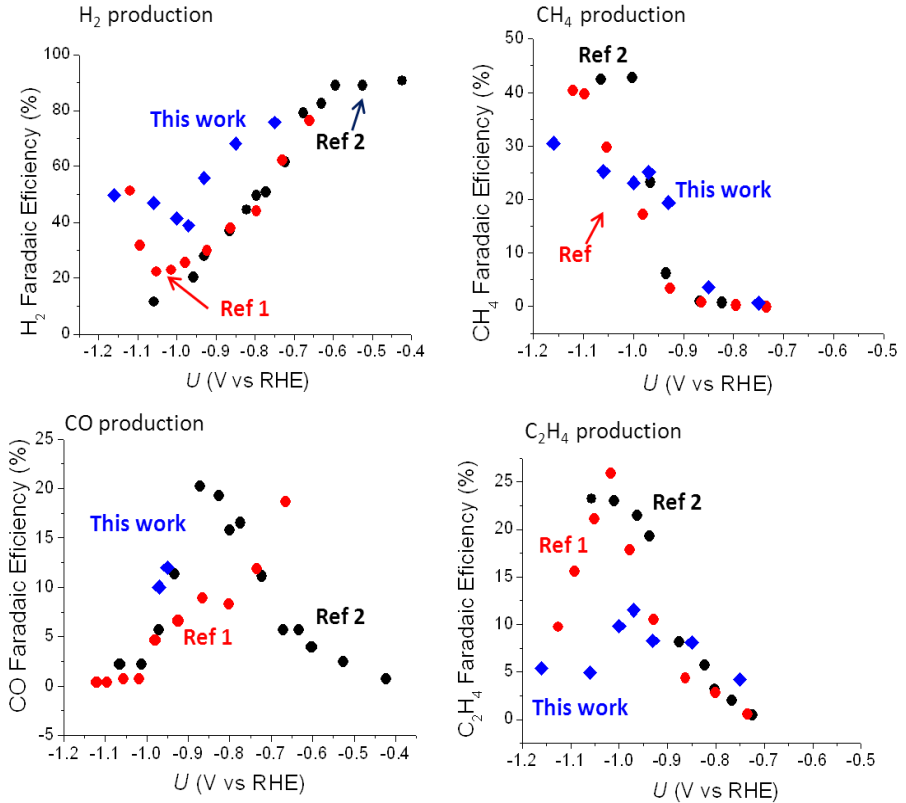 H2 production
100
80
60
40
20
0
H2 Faradaic Eficiency (%)
This work
Ref 2
Ref 1
-1.2 -1.1 -1.0 -0.9 -0.8 -0.7 -0.6 -0.5 -0.4
U (V vs RHE)
CH4 production
50
40
30
20
10
0
CH4 Faradaic Eficiency (%)
Ref 2
This work
Ref
-1.2 -1.1 -1.0 -0.9 -0.8 -0.7 -0.6 -0.5
U (V vs RHE)
CO production
25
20
15
10
5
0
-5
CO Faradaic Eficiency (%)
This work
Ref 1
Ref 2
-1.2 -1.1 -1.0 -0.9 -0.8 -0.7 -0.6 -0.5 -0.4
U (V vs RHE)
C2H4 production
25
20
15
10
5
0
C2H4 Faradaic Eficiency (%)
Ref 2
Ref 1
This work
-1.2 -1.1 -1.0 -0.9 -0.8 -0.7 -0.6 -0.5
U (V vs RHE)